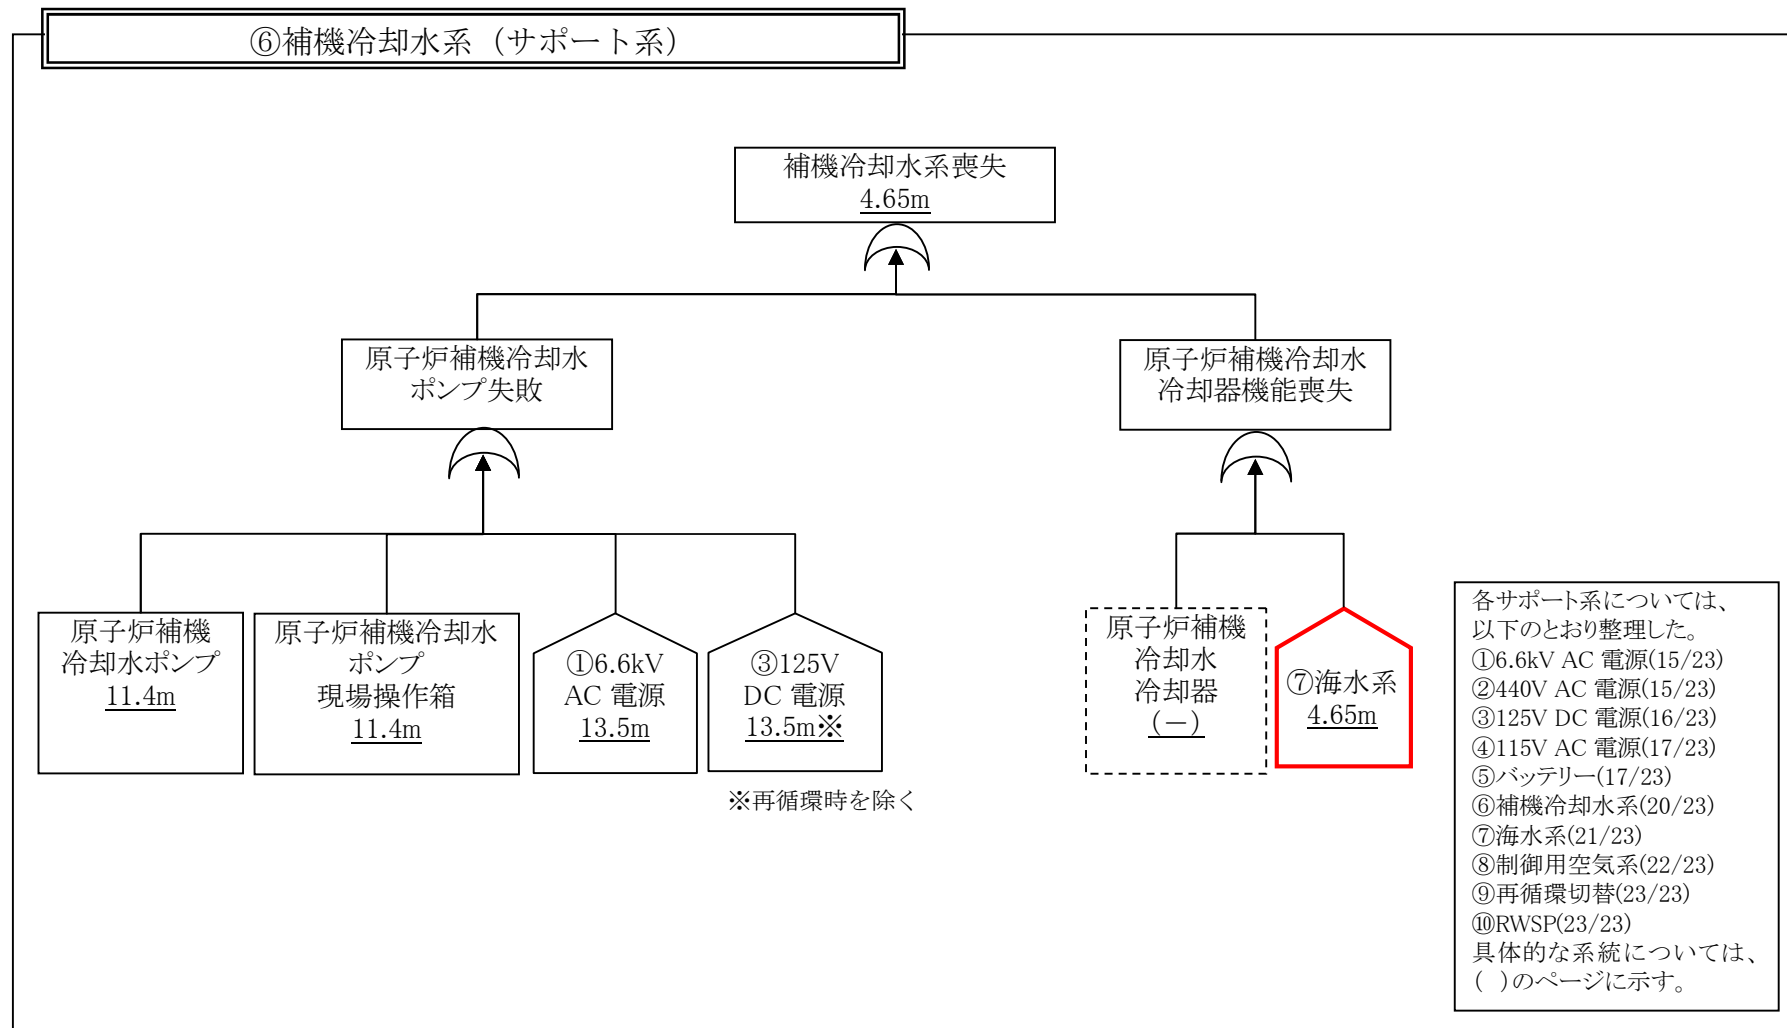 ⑥補機冷却水系（サポート系）
補機冷却水系喪失
4.65m
原子炉補機冷却水
ポンプ失敗
原子炉補機冷却水
冷却器機能喪失
原子炉補機
冷却水ポンプ
11.4m
原子炉補機冷却水
ポンプ
現場操作箱
11.4m
①6.6kV
AC 電源
13.5m
③125V
DC 電源
13.5m※
※再循環時を除く
原子炉補機
冷却水
冷却器
(－)
⑦海水系
4.65m
各サポート系については、
以下のとおり整理した。
①6.6kV AC 電源(15/23)
②440V AC 電源(15/23)
③125V DC 電源(16/23)
④115V AC 電源(17/23)
⑤バッテリー(17/23)
⑥補機冷却水系(20/23)
⑦海水系(21/23)
⑧制御用空気系(22/23)
⑨再循環切替(23/23)
⑩RWSP(23/23)
具体的な系統については、
( )のページに示す。